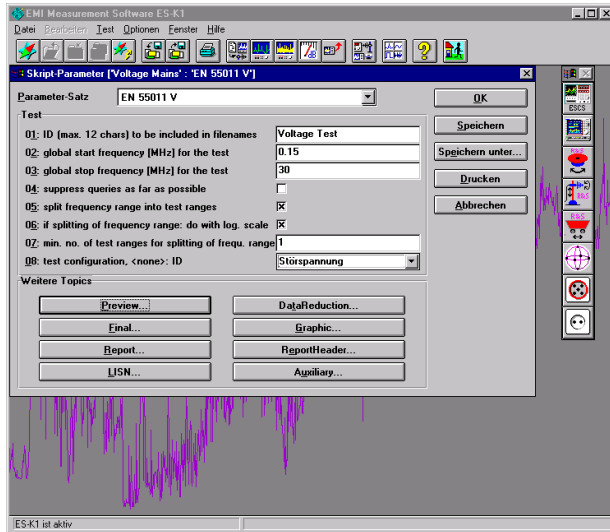 EMI Measurement Software ES-K1
Datei Bearbeiten Test Optionen Fenster Hilfe
Skript-Parameter ['Voltage Mains' : 'EN 55011 V']
Parameter-Satz EN 55011 V OK
Test
01: ID (max. 12 chars) to be included in filenames Voltage Test Speichern
02: global start frequency [MHz] for the test 0.15
03: global stop frequency [MHz] for the test 30 Speichern unter...
04: suppress queries as far as possible Drucken
05: split frequency range into test ranges
06: if splitting of frequency range: do with log. scale Abbrechen
07: min. no. of test ranges for splitting of frequ. range 1
08: test configuration, <none>: ID Störspannung
Weitere Topics
Preview... DataReduction...
Final... Graphic...
Report... ReportHeader...
LISN... Auxiliary...
ESCS
R&S
R&S
R&S
ES-K1 ist aktiv